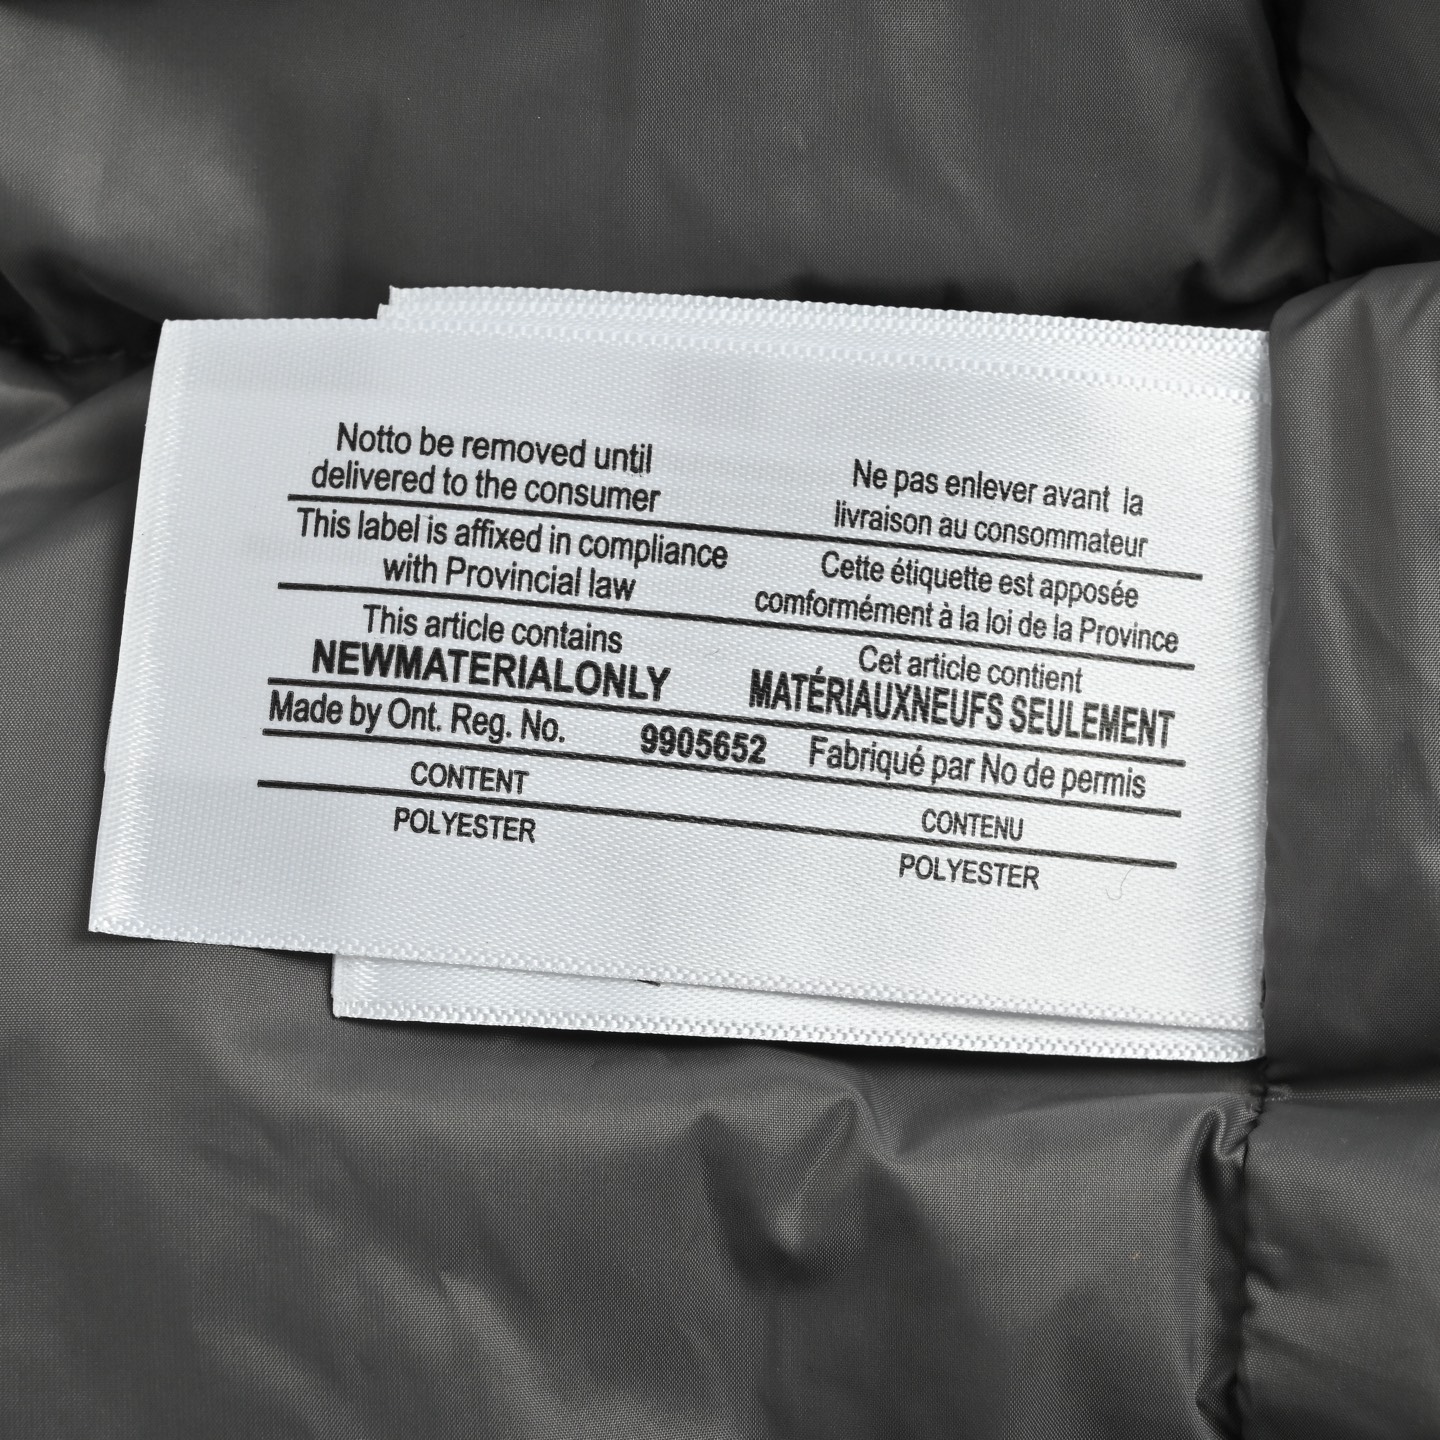 Notto be removed until
delivered to the consumer
Ne pas enlever avant la
livraison au consommateur
This label is affixed in compliance
with Provincial law
Cette étiquette est apposée
comformément à la loi de la Province
This article contains
NEWMATERIALONLY
Cet article contient
MATÉRIAUXNEUFS SEULEMENT
Made by Ont. Reg. No. 9905652 Fabriqué par No de permis
CONTENT
CONTENU
POLYESTER
POLYESTER